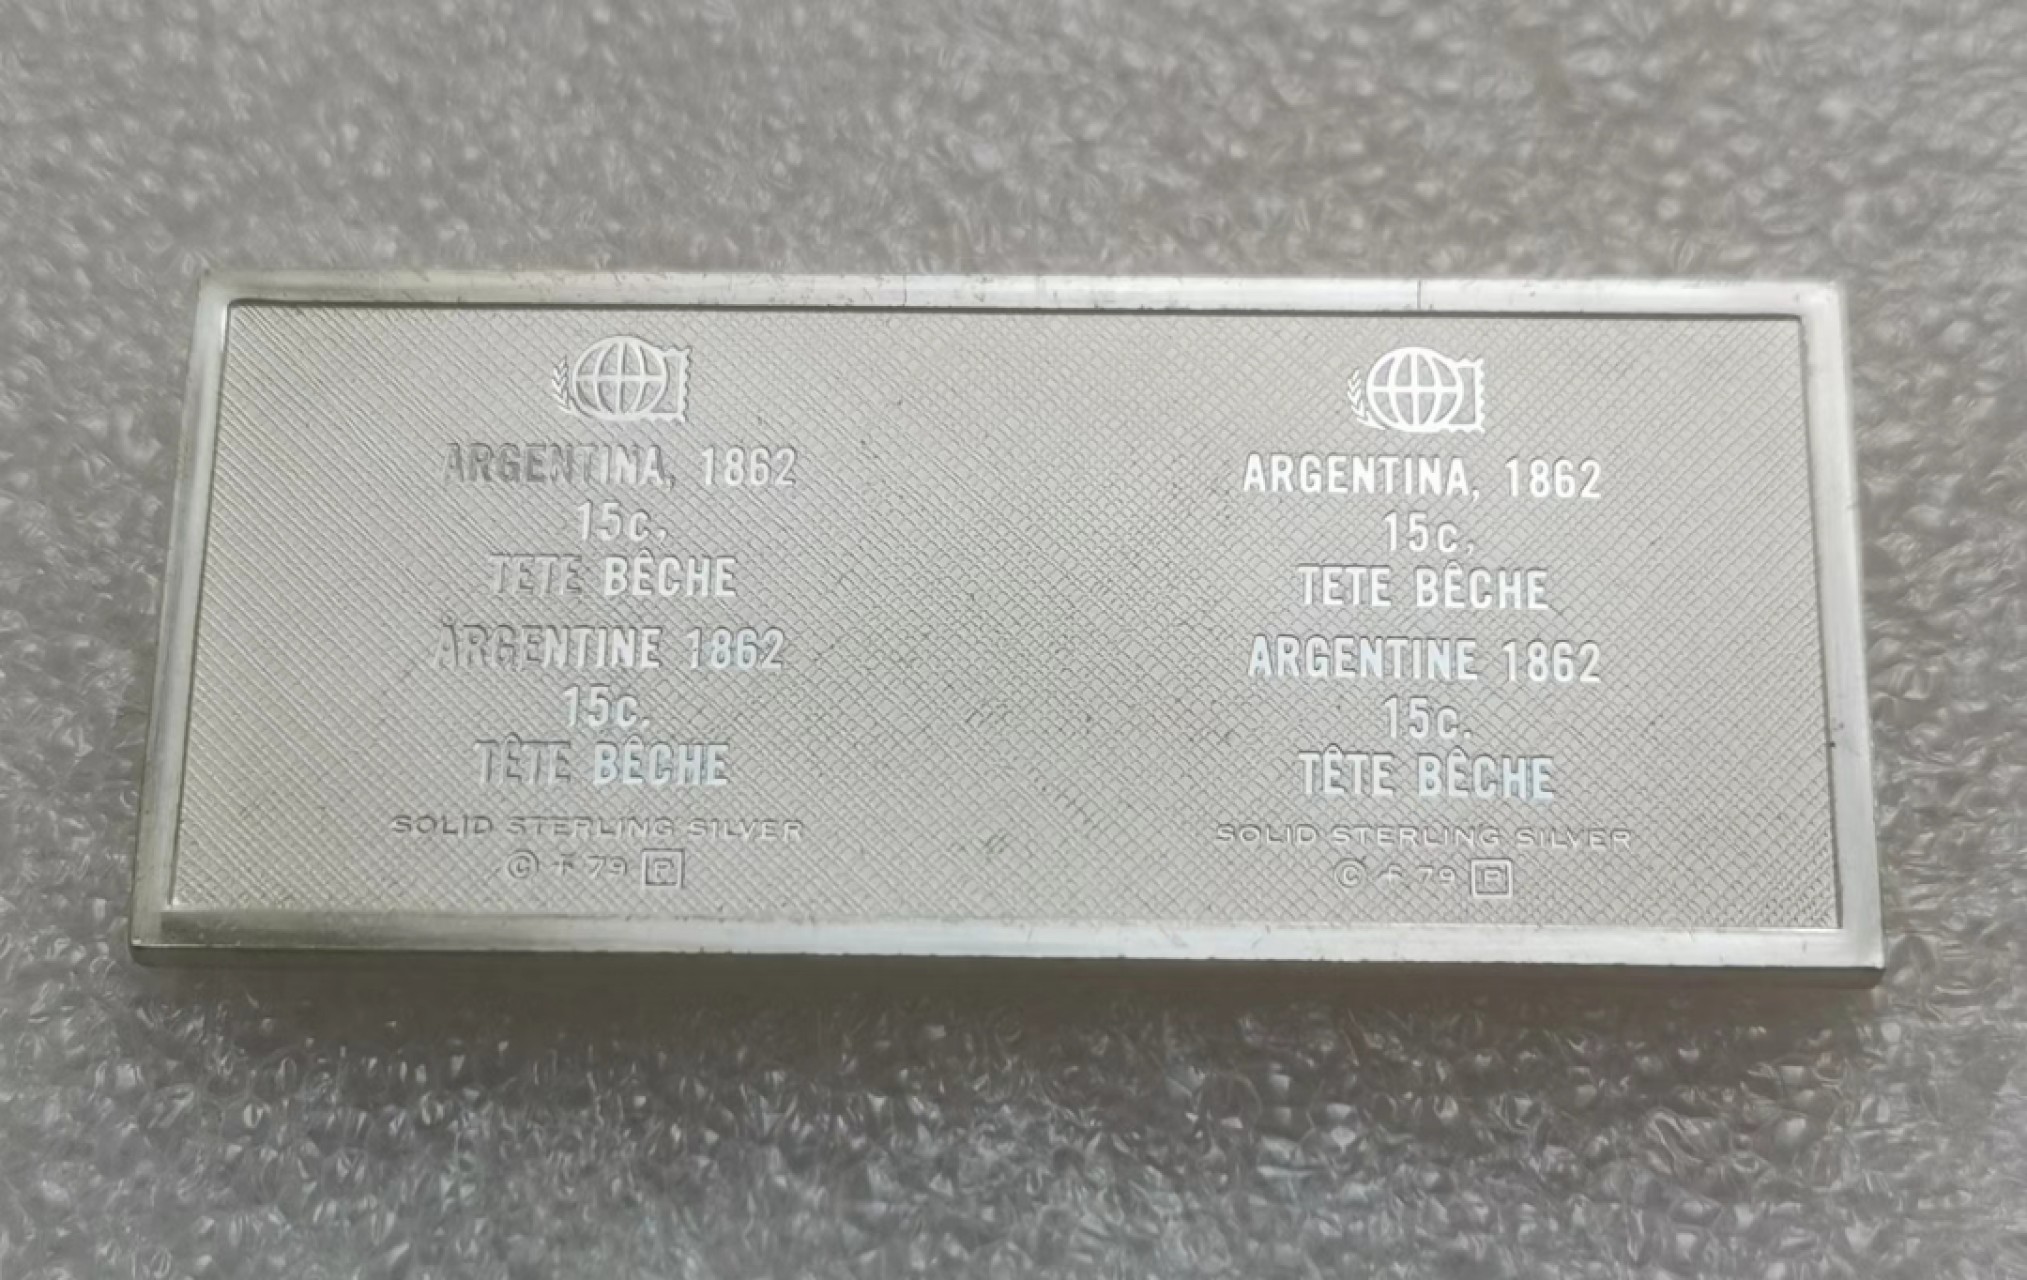 ARGENTINA, 1862
15c.
TETE BÊCHE
ARGENTINE 1862
15c.
TÊTE BÊCHE
SOLID STERLING SILVER
© 79 P
ARGENTINA, 1862
15c.
TETE BÊCHE
ARGENTINE 1862
15c.
TÊTE BÊCHE
SOLID STERLING SILVER
© 79 P